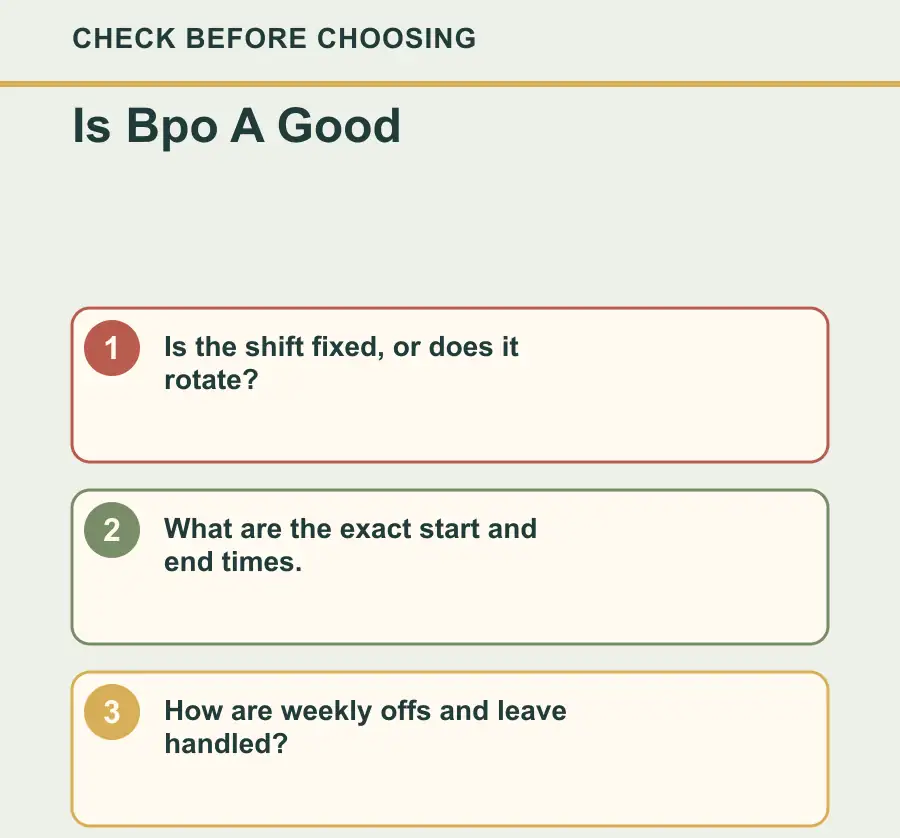 CHECK BEFORE CHOOSING
Is Bpo A Good
1
Is the shift fixed, or does it
rotate?
2
What are the exact start and
end times.
3
How are weekly offs and leave
handled?